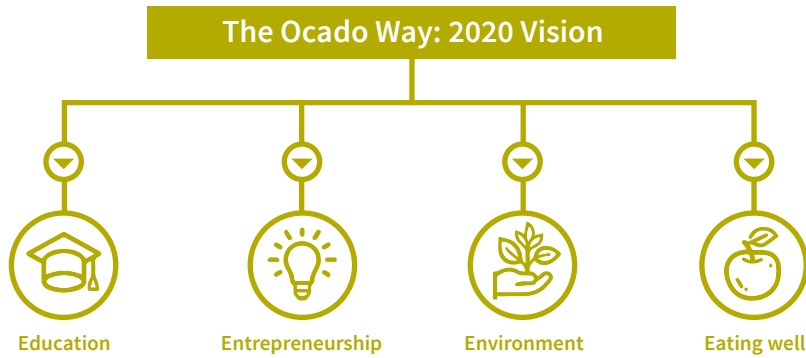 The Ocado Way: 2020 Vision
Education
Entrepreneurship
Environment
Eating well